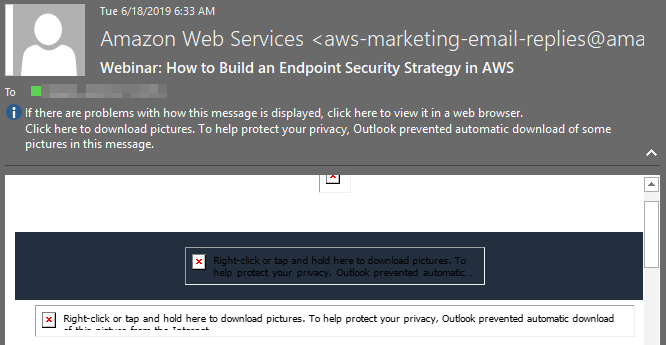 Tue 6/18/2019 6:33 AM
Amazon Web Services <aws-marketing-email-replies@ama
Webinar: How to Build an Endpoint Security Strategy in AWS
To
If there are problems with how this message is displayed, click here to view it in a web browser.
Click here to download pictures. To help protect your privacy, Outlook prevented automatic download of some
pictures in this message.
Right-click or tap and hold here to download pictures. To
help protect your privacy, Outlook prevented automatic...
Right-click or tap and hold here to download pictures. To help protect your privacy, Outlook prevented automatic download
of this picture from the Internet.